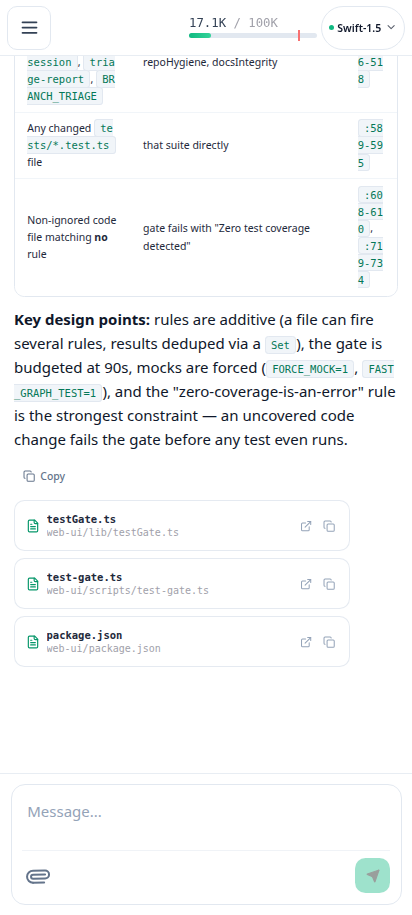 17.1K / 100K
Swift-1.5
session, tria
ge-report, BR
ANCH_TRIAGE
repoHygiene, docsIntegrity
6-51
8
Any changed te
sts/*.test.ts
file
that suite directly
:58
9-59
5
Non-ignored code
file matching no
rule
gate fails with "Zero test coverage
detected"
:60
8-61
0,
:71
9-73
4
Key design points: rules are additive (a file can fire
several rules, results deduped via a Set), the gate is
budgeted at 90s, mocks are forced (FORCE_MOCK=1, FAST
_GRAPH_TEST=1), and the "zero-coverage-is-an-error" rule
is the strongest constraint — an uncovered code
change fails the gate before any test even runs.
Copy
testGate.ts
web-ui/lib/testGate.ts
test-gate.ts
web-ui/scripts/test-gate.ts
package.json
web-ui/package.json
Message...